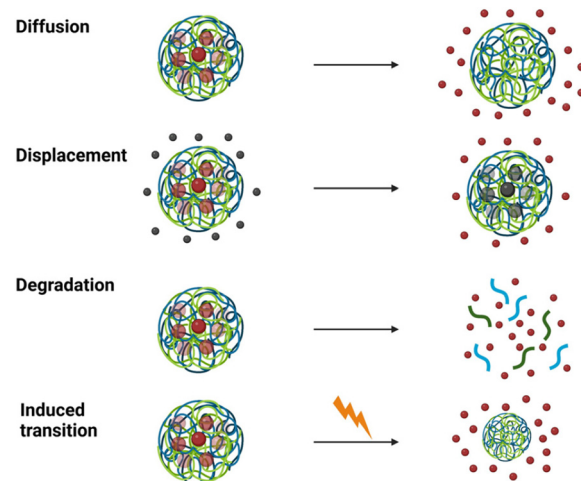 Diffusion
Displacement
Degradation
Induced
transition